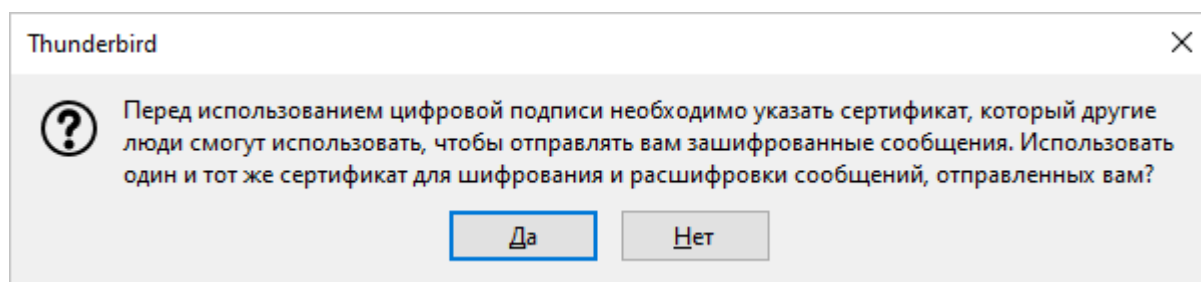 Thunderbird
Перед использованием цифровой подписи необходимо указать сертификат, который другие
люди смогут использовать, чтобы отправлять вам зашифрованные сообщения. Использовать
один и тот же сертификат для шифрования и расшифровки сообщений, отправленных вам?
Да Нет